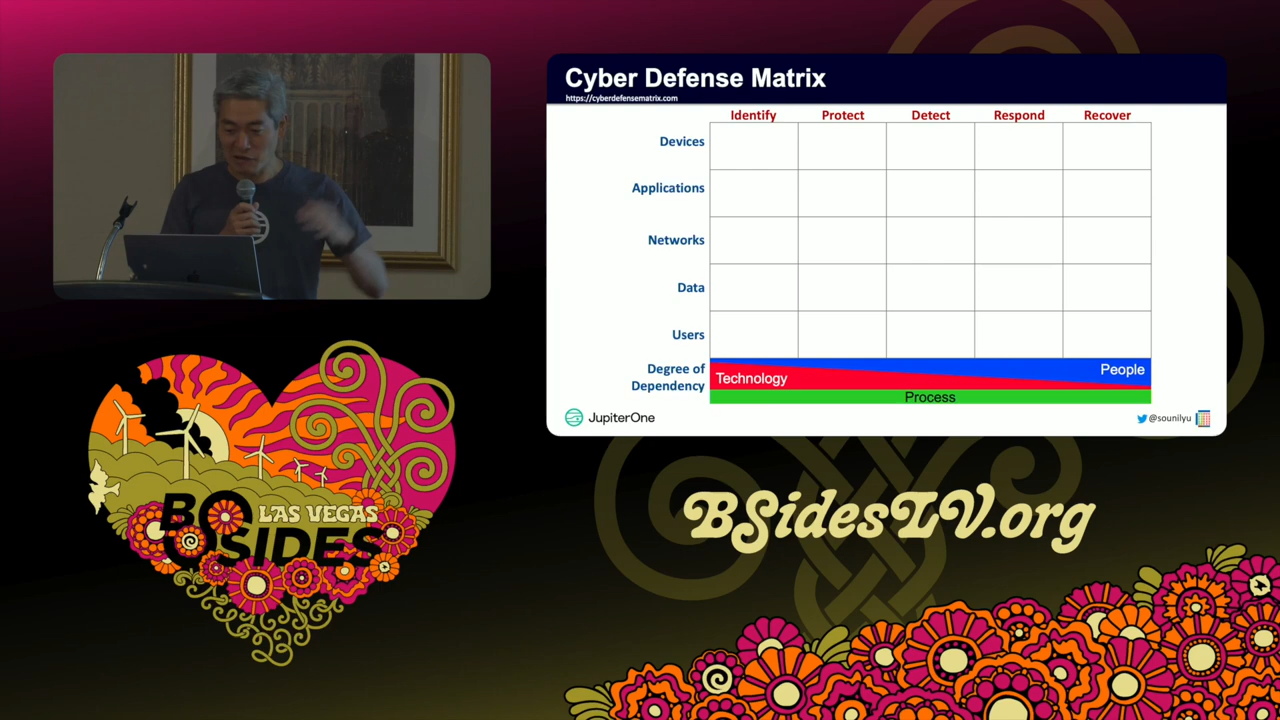 Cyber Defense Matrix
https://cyberdefensematrix.com
Identify Protect Detect Respond Recover
Devices
Applications
Networks
Data
Users
Degree of
Dependency
Technology
People
Process
JupiterOne
@sounilyu
LAS VEGAS
BSIDES
BSidesLV.org